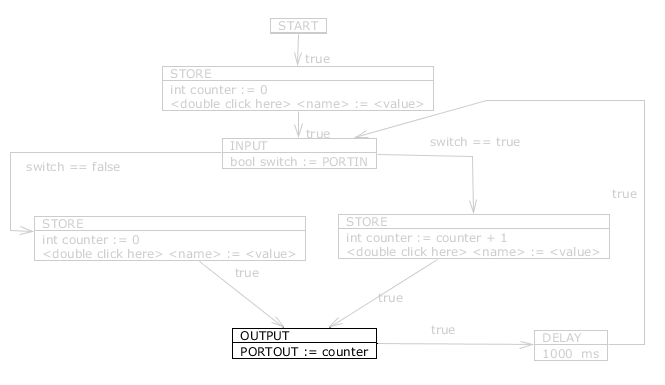 START
true
STORE
int counter := 0
<double click here> <name> := <value>
true
INPUT
bool switch := PORTIN
switch == true
switch == false
true
STORE
int counter := 0
<double click here> <name> := <value>
STORE
int counter := counter + 1
<double click here> <name> := <value>
true
true
OUTPUT
PORTOUT := counter
true
DELAY
1000 ms